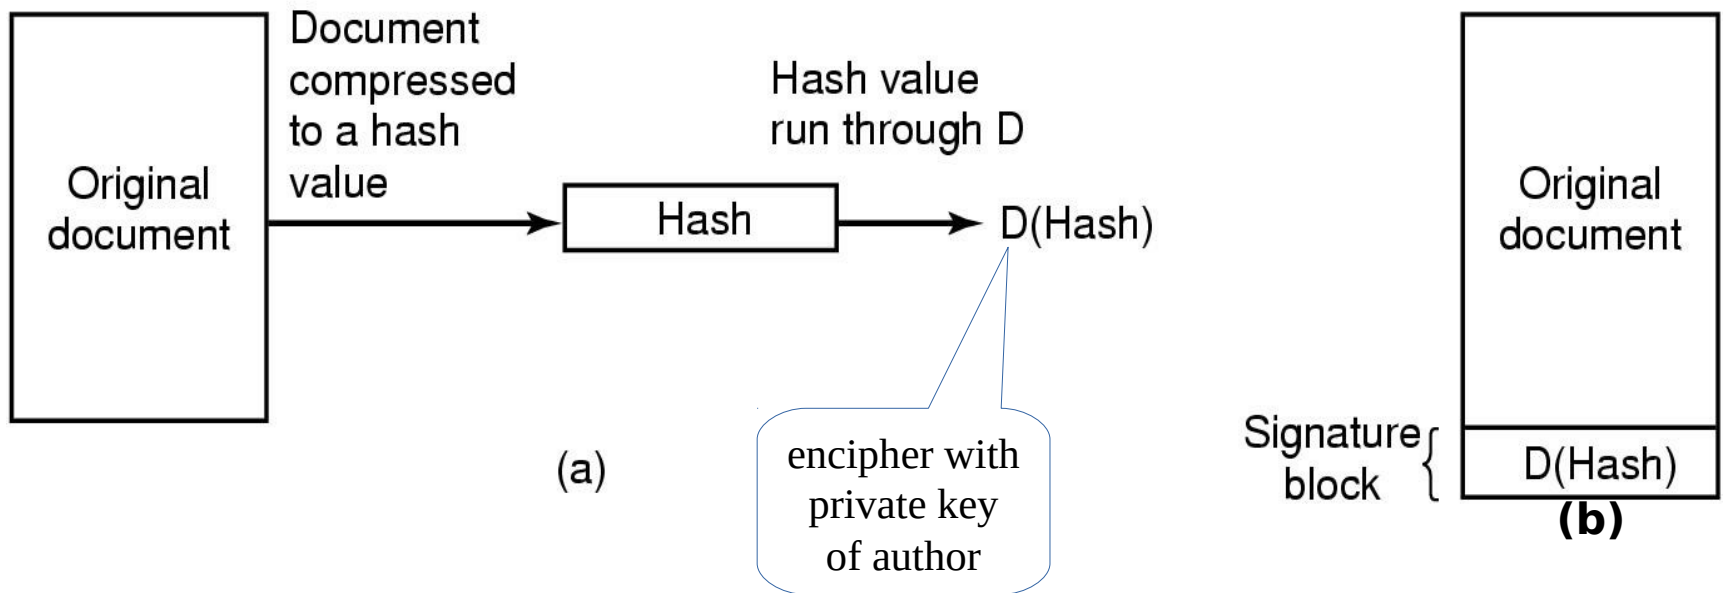 Original
document
Document
compressed
to a hash
value
Hash
Hash value
run through D
D(Hash)
encipher with
private key
of author
(a)
Original
document
Signature
block
D(Hash)
(b)